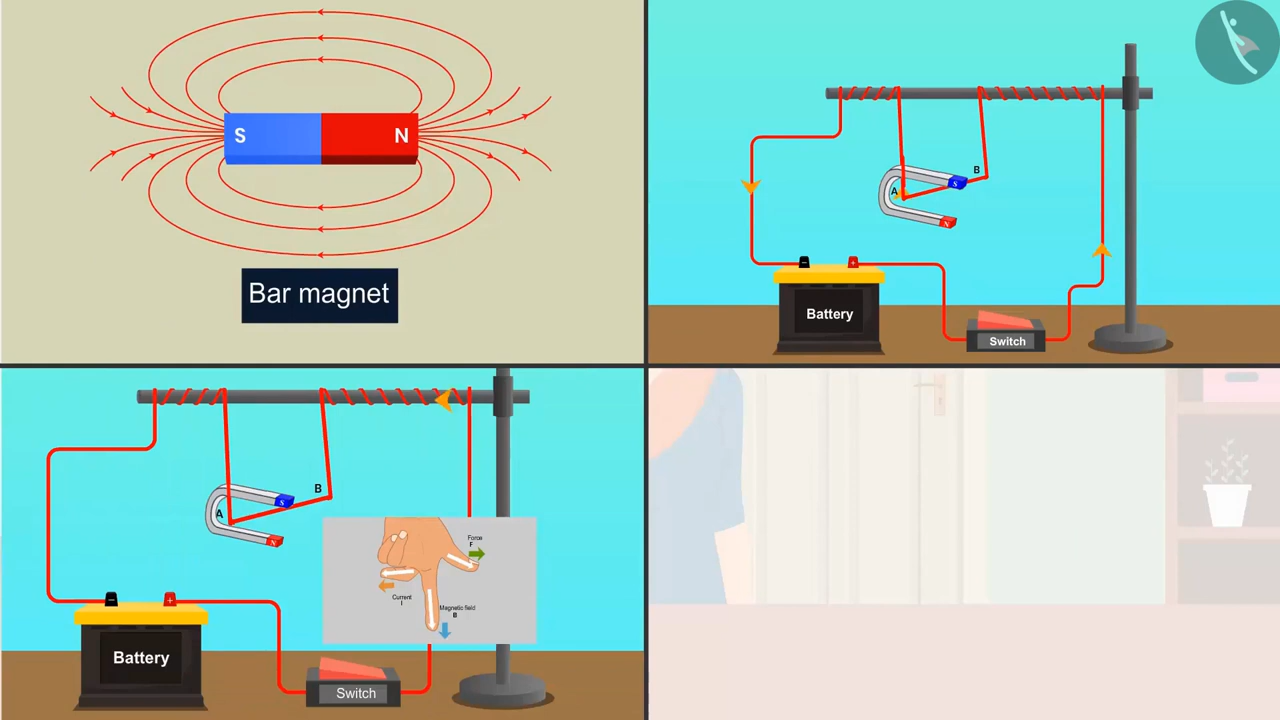 S
N
Bar magnet
A
B
S
N
-
+
Battery
Switch
A
B
S
N
-
+
Battery
Switch
Force
F
Current
I
Magnetic field
B